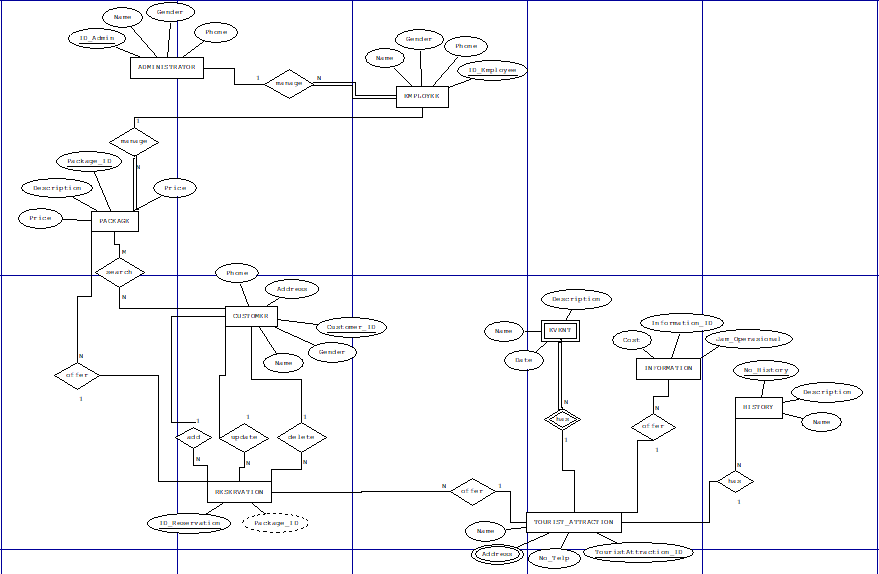 Name
Gender
ID_Admin
Phone
ADMINISTRATOR
1
manage
N
Name
Gender
Phone
ID_Employee
EMPLOYEE
1
manage
N
Package_ID
Description
Price
Price
PACKAGE
M
search
N
Phone
Address
CUSTOMER
Customer_ID
Gender
Name
N
offer
1
1
add
N
1
update
N
1
delete
N
RESERVATION
ID_Reservation
Package_ID
N
offer
1
Description
Name
EVENT
Date
N
has
1
Information_ID
Cost
Jam_Operasional
INFORMATION
N
offer
1
No_History
Description
HISTORY
Name
N
has
1
TOURIST_ATTRACTION
Name
Address
No_Telp
TouristAttraction_ID